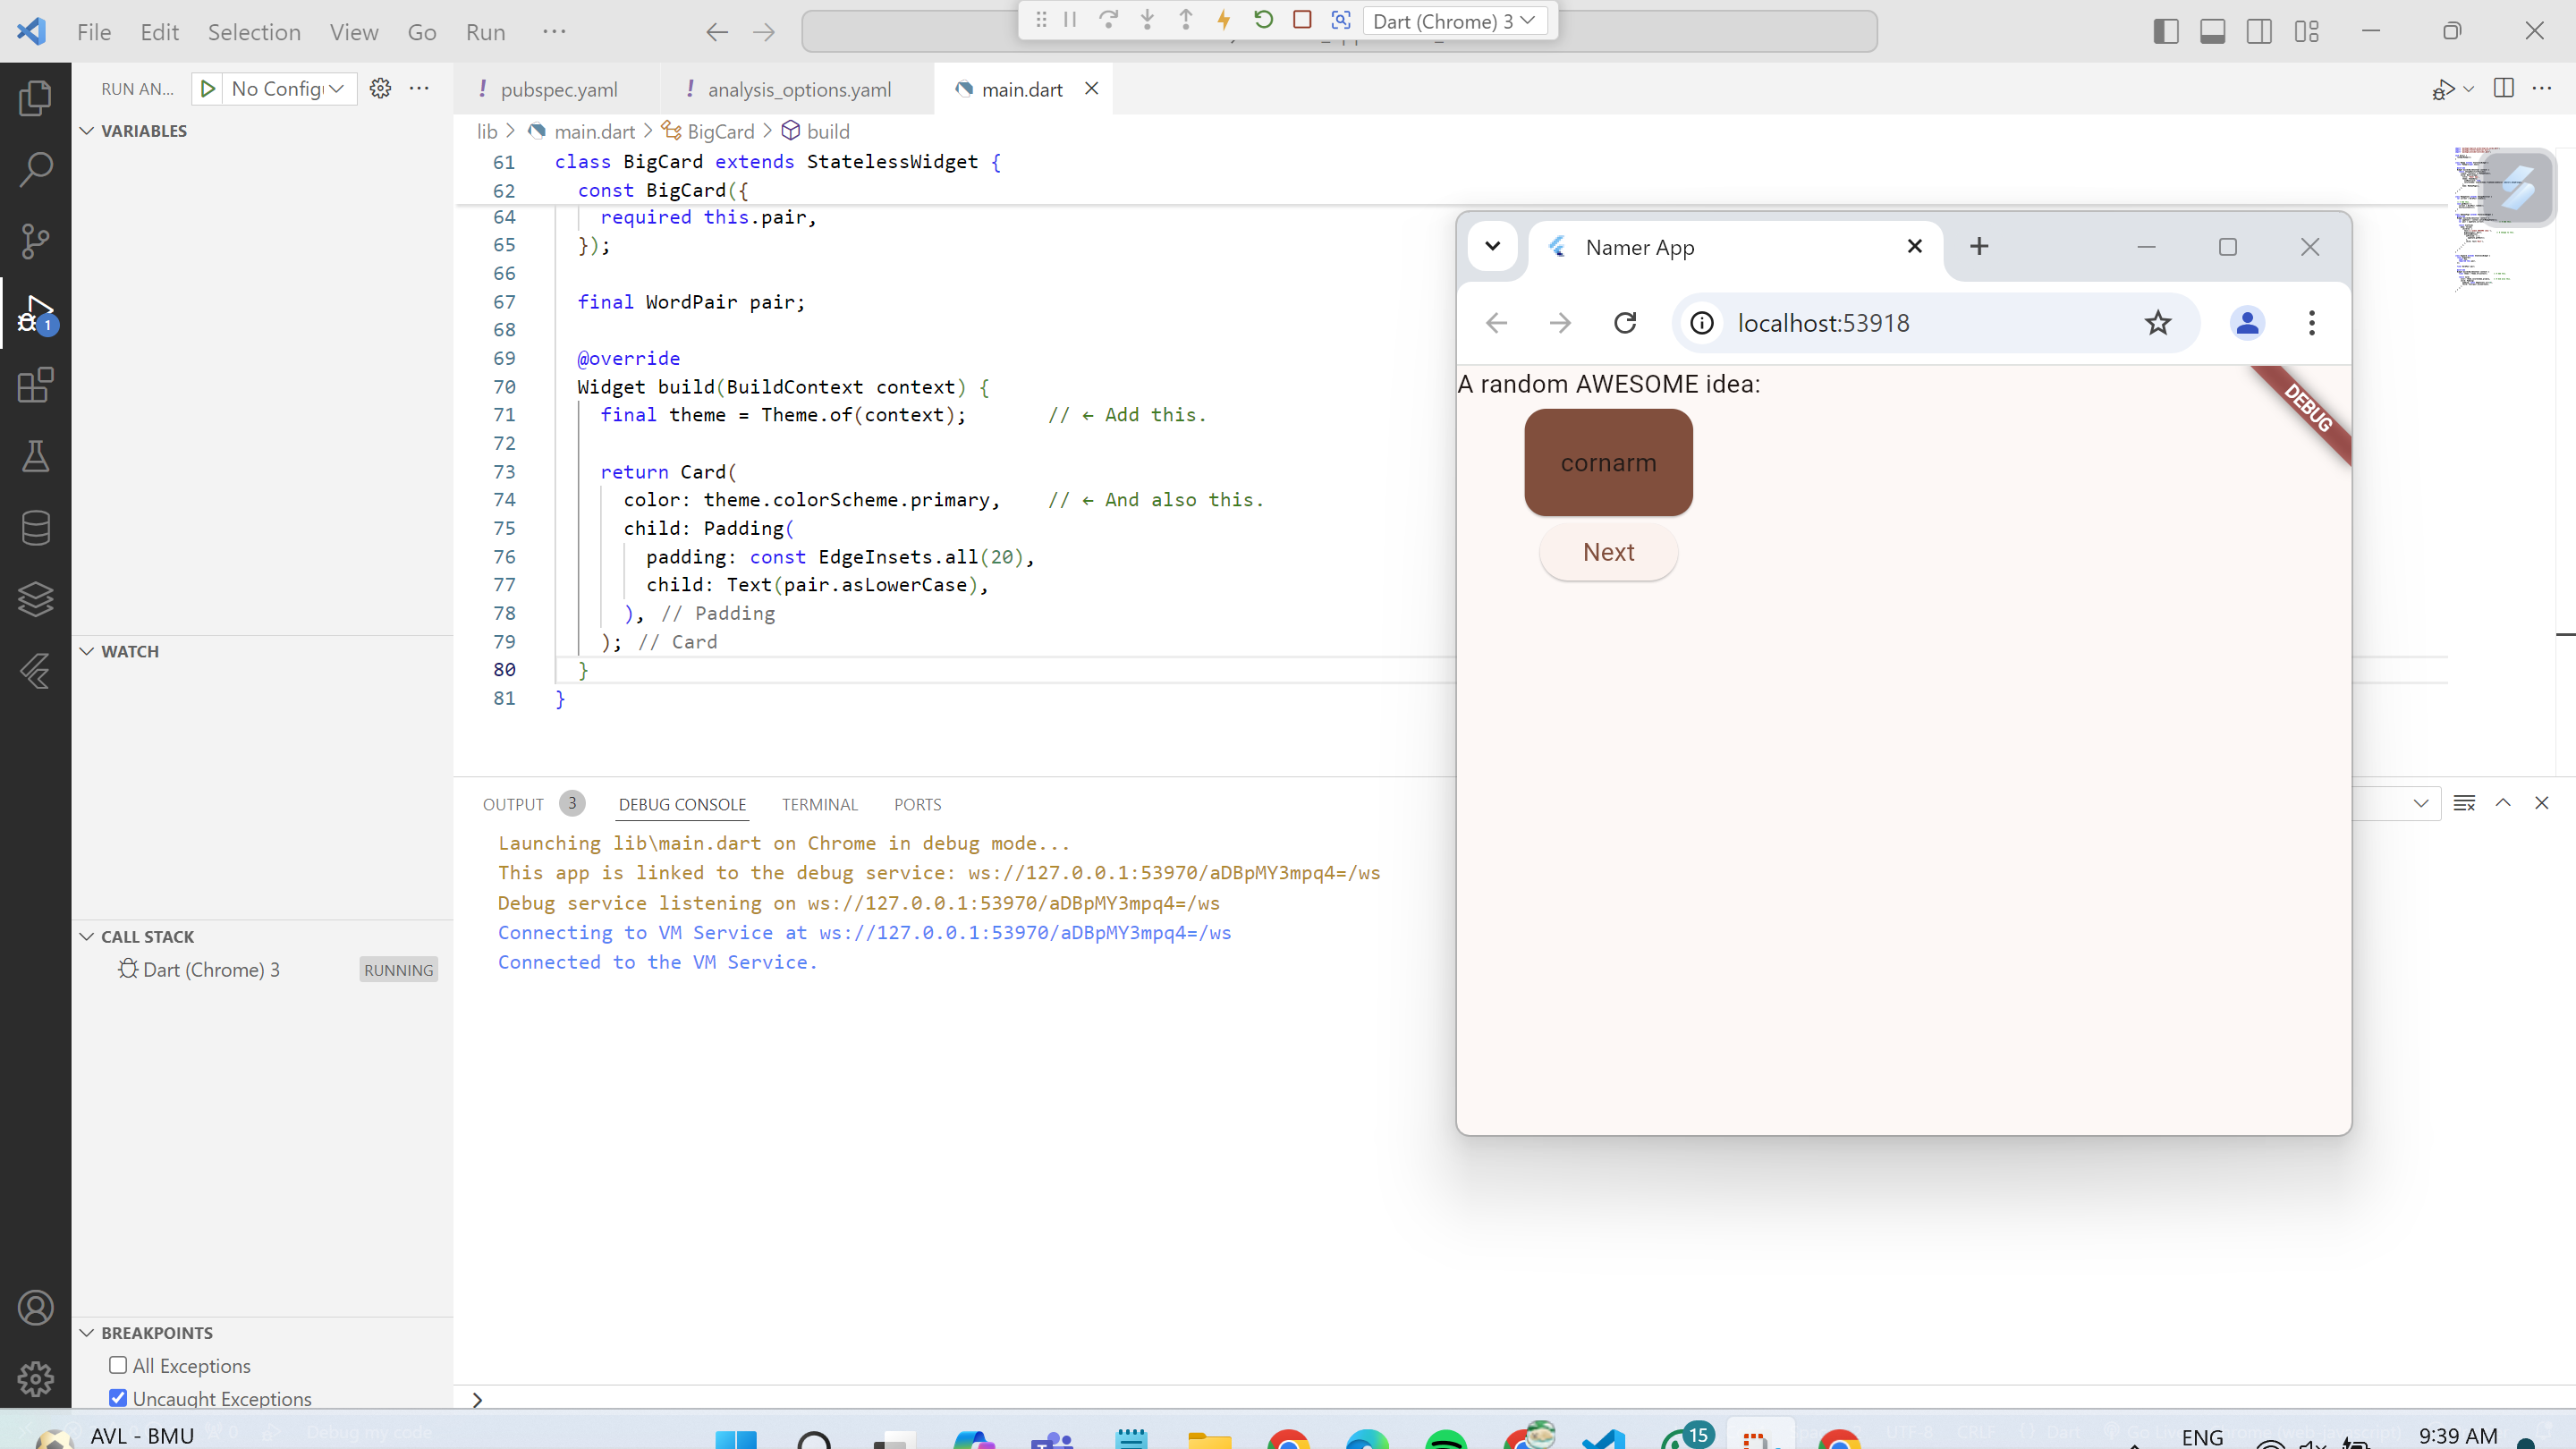 File Edit Selection View Go Run ···
Dart (Chrome) 3
RUN AN... No Config
pubspec.yaml
analysis_options.yaml
main.dart
VARIABLES
lib > main.dart > BigCard > build
61 class BigCard extends StatelessWidget {
62 const BigCard({
64 required this.pair,
65 });
66
67 final WordPair pair;
68
69 @override
70 Widget build(BuildContext context) {
71 final theme = Theme.of(context); // ← Add this.
72
73 return Card(
74 color: theme.colorScheme.primary, // ← And also this.
75 child: Padding(
76 padding: const EdgeInsets.all(20),
77 child: Text(pair.asLowerCase),
78 ), // Padding
79 ); // Card
80 }
81 }
Namer App
localhost:53918
A random AWESOME idea:
DEBUG
cornarm
Next
WATCH
OUTPUT 3 DEBUG CONSOLE TERMINAL PORTS
Launching lib\main.dart on Chrome in debug mode...
This app is linked to the debug service: ws://127.0.0.1:53970/aDBpMY3mpq4=/ws
Debug service listening on ws://127.0.0.1:53970/aDBpMY3mpq4=/ws
Connecting to VM Service at ws://127.0.0.1:53970/aDBpMY3mpq4=/ws
Connected to the VM Service.
CALL STACK
Dart (Chrome) 3 RUNNING
1
BREAKPOINTS
All Exceptions
Uncaught Exceptions
>
AVL - BMU
Debug my code
15
ENG
9:39 AM